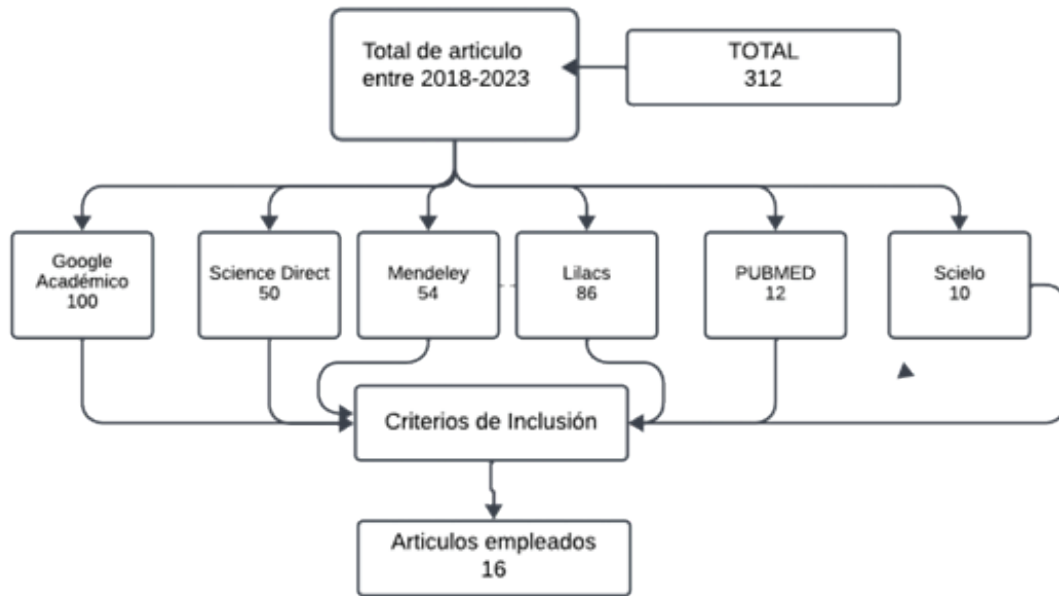 Total de articulo
entre 2018-2023
TOTAL
312
Google
Académico
100
Science Direct
50
Mendeley
54
Lilacs
86
PUBMED
12
Scielo
10
Criterios de Inclusión
Articulos empleados
16